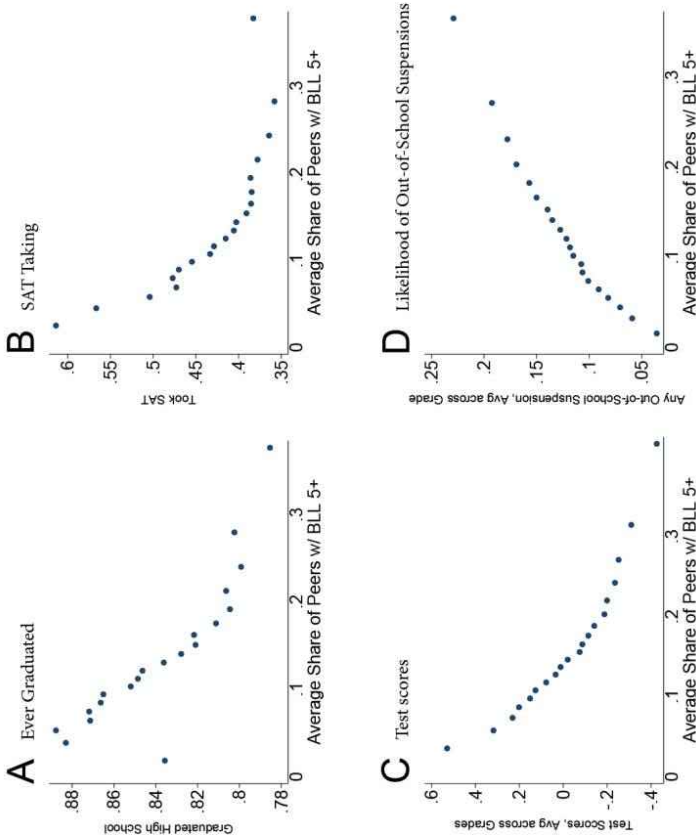 A
Ever Graduated
Graduated High School
.88
.86
.84
.82
.8
.78
0
.1
.2
.3
Average Share of Peers w/ BLL 5+
B
SAT Taking
Took SAT
.6
.55
.5
.45
.4
.35
0
.1
.2
.3
Average Share of Peers w/ BLL 5+
C
Test scores
Test Scores, Avg across Grades
.6
.4
.2
0
-.2
-.4
0
.1
.2
.3
Average Share of Peers w/ BLL 5+
D
Likelihood of Out-of-School Suspensions
Any Out-of-School Suspension, Avg across Grade
.25
.2
.15
.1
.05
0
.1
.2
.3
Average Share of Peers w/ BLL 5+